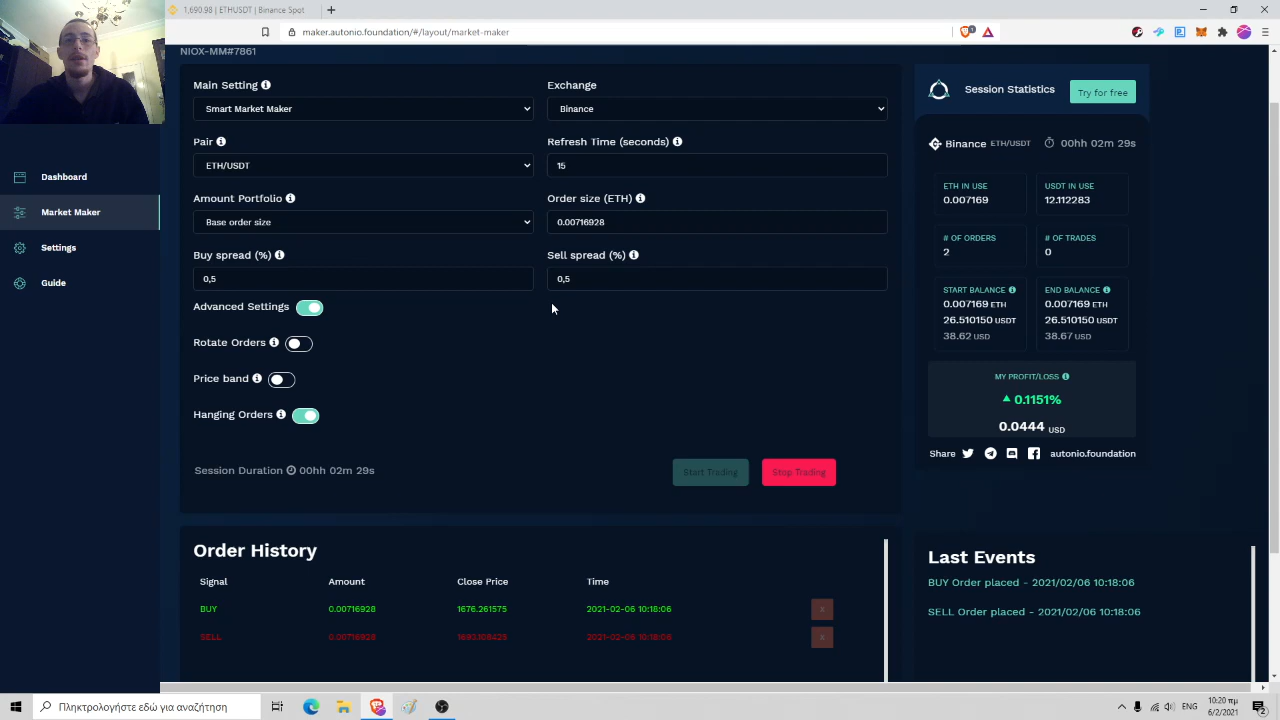 1,690.98 | ETHUSDT | Binance Spot
maker.autonio.foundation/#/layout/market-maker
NIOX-MM#7861
Dashboard
Market Maker
Settings
Guide
Main Setting
Exchange
Smart Market Maker
Binance
Pair
Refresh Time (seconds)
ETH/USDT
15
Amount Portfolio
Order size (ETH)
Base order size
0.00716928
Buy spread (%)
Sell spread (%)
0,5
0,5
Advanced Settings
Rotate Orders
Price band
Hanging Orders
Session Duration 00hh 02m 29s
Start Trading
Stop Trading
Session Statistics
Try for free
Binance ETH/USDT 00hh 02m 29s
ETH IN USE
USDT IN USE
0.007169
12.112283
# OF ORDERS
# OF TRADES
2
0
START BALANCE
END BALANCE
0.007169 ETH
0.007169 ETH
26.510150 USDT
26.510150 USDT
38.62 USD
38.67 USD
MY PROFIT/LOSS
0.1151%
0.0444 USD
Share
autonio.foundation
Order History
Signal Amount Close Price Time
BUY 0.00716928 1676.261575 2021-02-06 10:18:06 X
SELL 0.00716928 1693.108425 2021-02-06 10:18:06 X
Last Events
BUY Order placed - 2021/02/06 10:18:06
SELL Order placed - 2021/02/06 10:18:06
Πληκτρολογήστε εδώ για αναζήτηση
ENG
10:20 πμ
6/2/2021
2